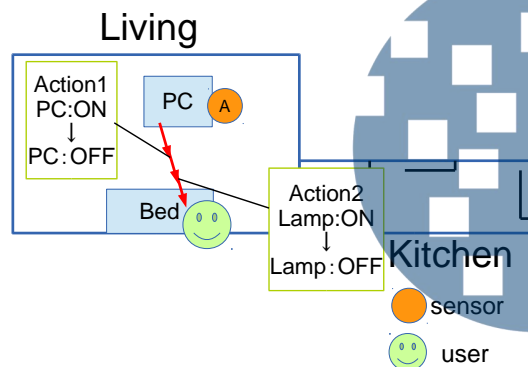 Living
Action1
PC:ON
↓
PC:OFF
PC
A
Bed
Action2
Lamp:ON
↓
Lamp:OFF
Kitchen
sensor
user